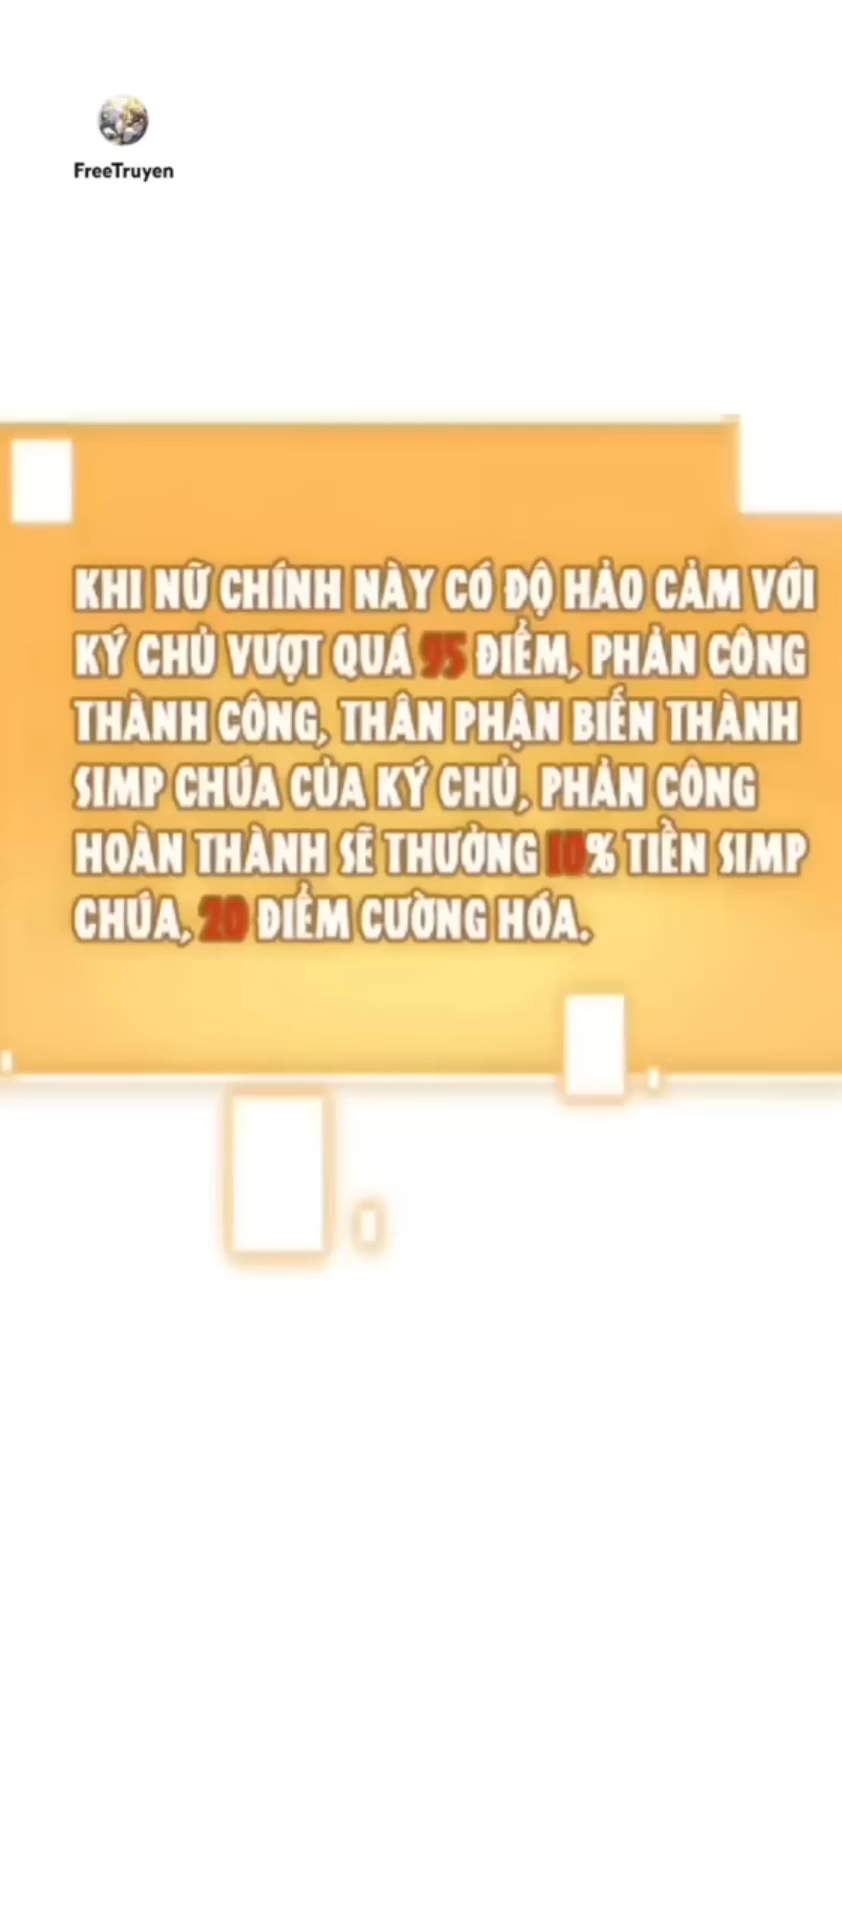 FreeTruyen
KHI NỮ CHÍNH NÀY CÓ ĐỘ HẢO CẢM VỚI
KÝ CHỦ VƯỢT QUÁ 95 ĐIỂM, PHẢN CÔNG
THÀNH CÔNG, THÂN PHẬN BIẾN THÀNH
SIMP CHÚA CỦA KÝ CHỦ, PHẢN CÔNG
HOÀN THÀNH SẼ THƯỞNG 10% TIỀN SIMP
CHÚA, 20 ĐIỂM CƯỜNG HÓA.